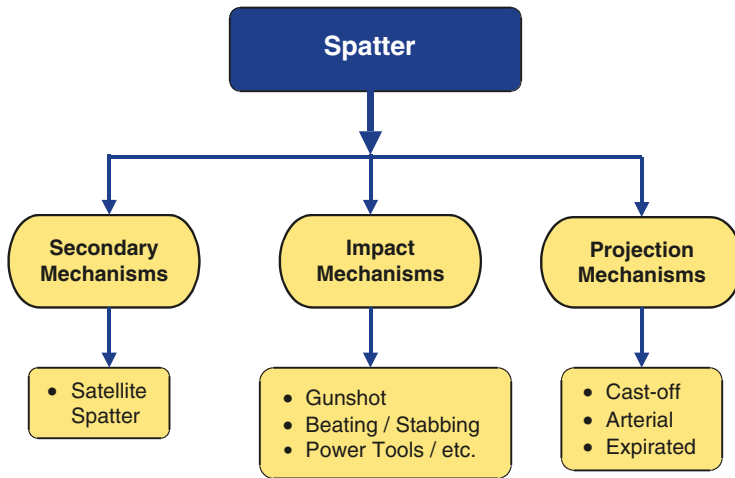 Spatter
Secondary
Mechanisms
Impact
Mechanisms
Projection
Mechanisms
• Satellite
Spatter
• Gunshot
• Beating / Stabbing
• Power Tools / etc.
• Cast-off
• Arterial
• Expirated